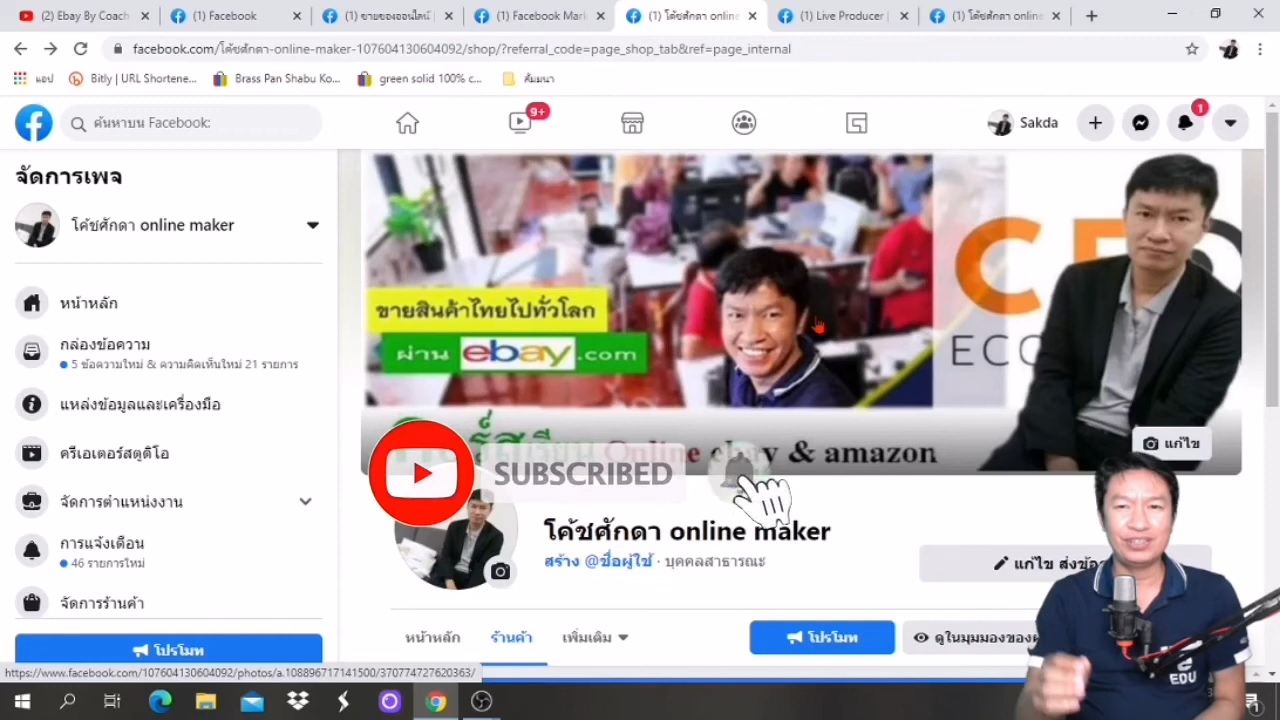 (2) Ebay By Coach
(1) Facebook
(1) ขายของออนไลน์
(1) Facebook Mark
(1) โค้ชศักดา online
(1) Live Producer
(1) โค้ชศักดา online
facebook.com/โค้ชศักดา-online-maker-107604130604092/shop/?referral_code=page_shop_tab&ref=page_internal
แอป
Bitly | URL Shortene...
Brass Pan Shabu Ko...
green solid 100% c...
สัมมนา
ค้นหาบน Facebook:
9+
Sakda
1
จัดการเพจ
โค้ชศักดา online maker
หน้าหลัก
กล่องข้อความ
5 ข้อความใหม่ & ความคิดเห็นใหม่ 21 รายการ
แหล่งข้อมูลและเครื่องมือ
ครีเอเตอร์สตูดิโอ
จัดการตำแหน่งงาน
การแจ้งเตือน
46 รายการใหม่
จัดการร้านค้า
โปรโมท
ขายสินค้าไทยไปทั่วโลก
ผ่าน ebay.com
ECO
เรียน Online ebay & amazon
แก้ไข
SUBSCRIBED
โค้ชศักดา online maker
สร้าง @ชื่อผู้ใช้ · บุคคลสาธารณะ
แก้ไข ส่งข้อ
หน้าหลัก
ร้านค้า
เพิ่มเติม
โปรโมท
ดูในมุมมองของ
EDU
https://www.facebook.com/107604130604092/photos/a.108896717141500/370774727620363/